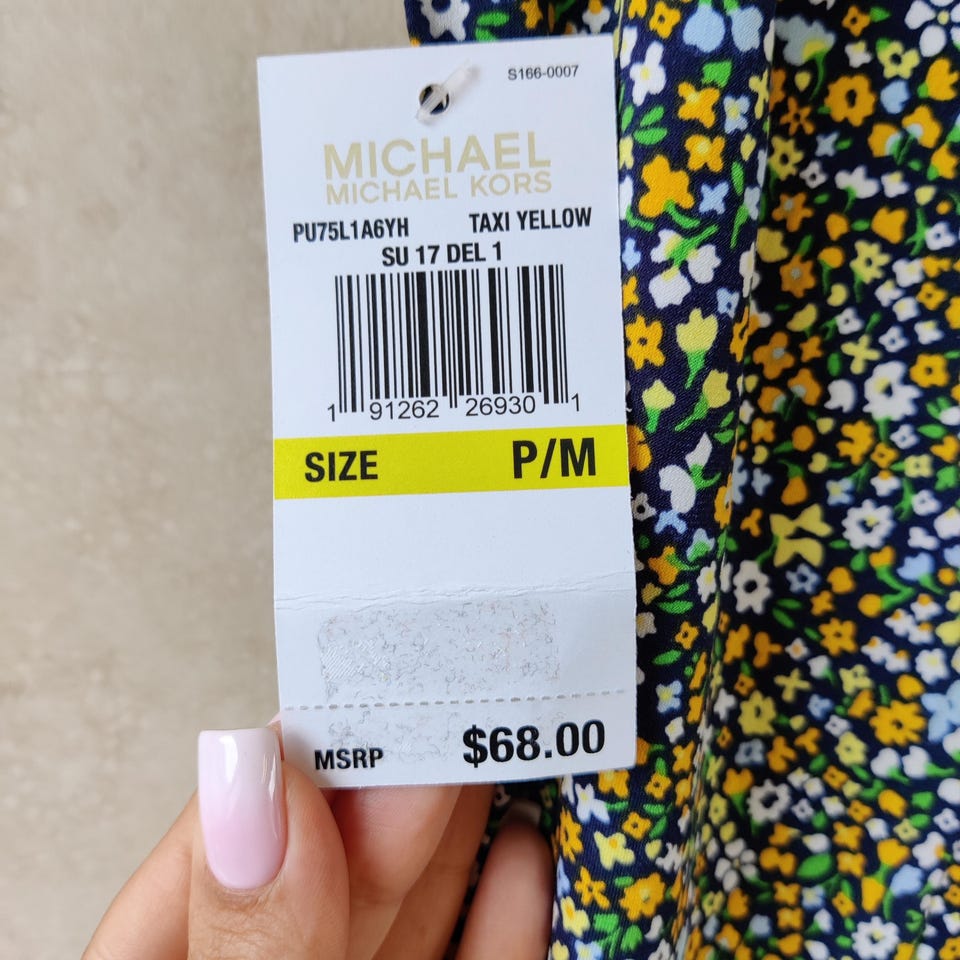 S166-0007
MICHAEL
MICHAEL KORS
PU75L1A6YH TAXI YELLOW
SU 17 DEL 1
1 91262 26930 1
SIZE P/M
MSRP $68.00